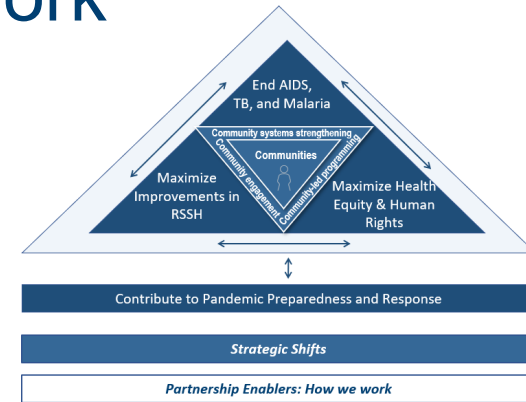 ork
End AIDS,
TB, and Malaria
Community systems strengthening
Communities
Community engagement
Community-led programming
Maximize
Improvements in
RSSH
Maximize Health
Equity & Human
Rights
Contribute to Pandemic Preparedness and Response
Strategic Shifts
Partnership Enablers: How we work